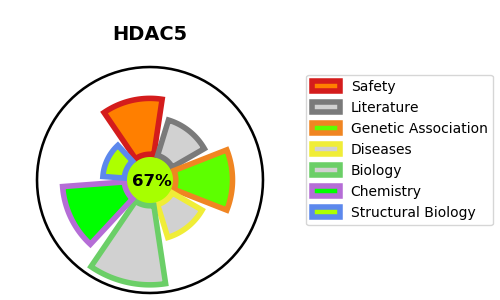 HDAC5
67%
Safety
Literature
Genetic Association
Diseases
Biology
Chemistry
Structural Biology